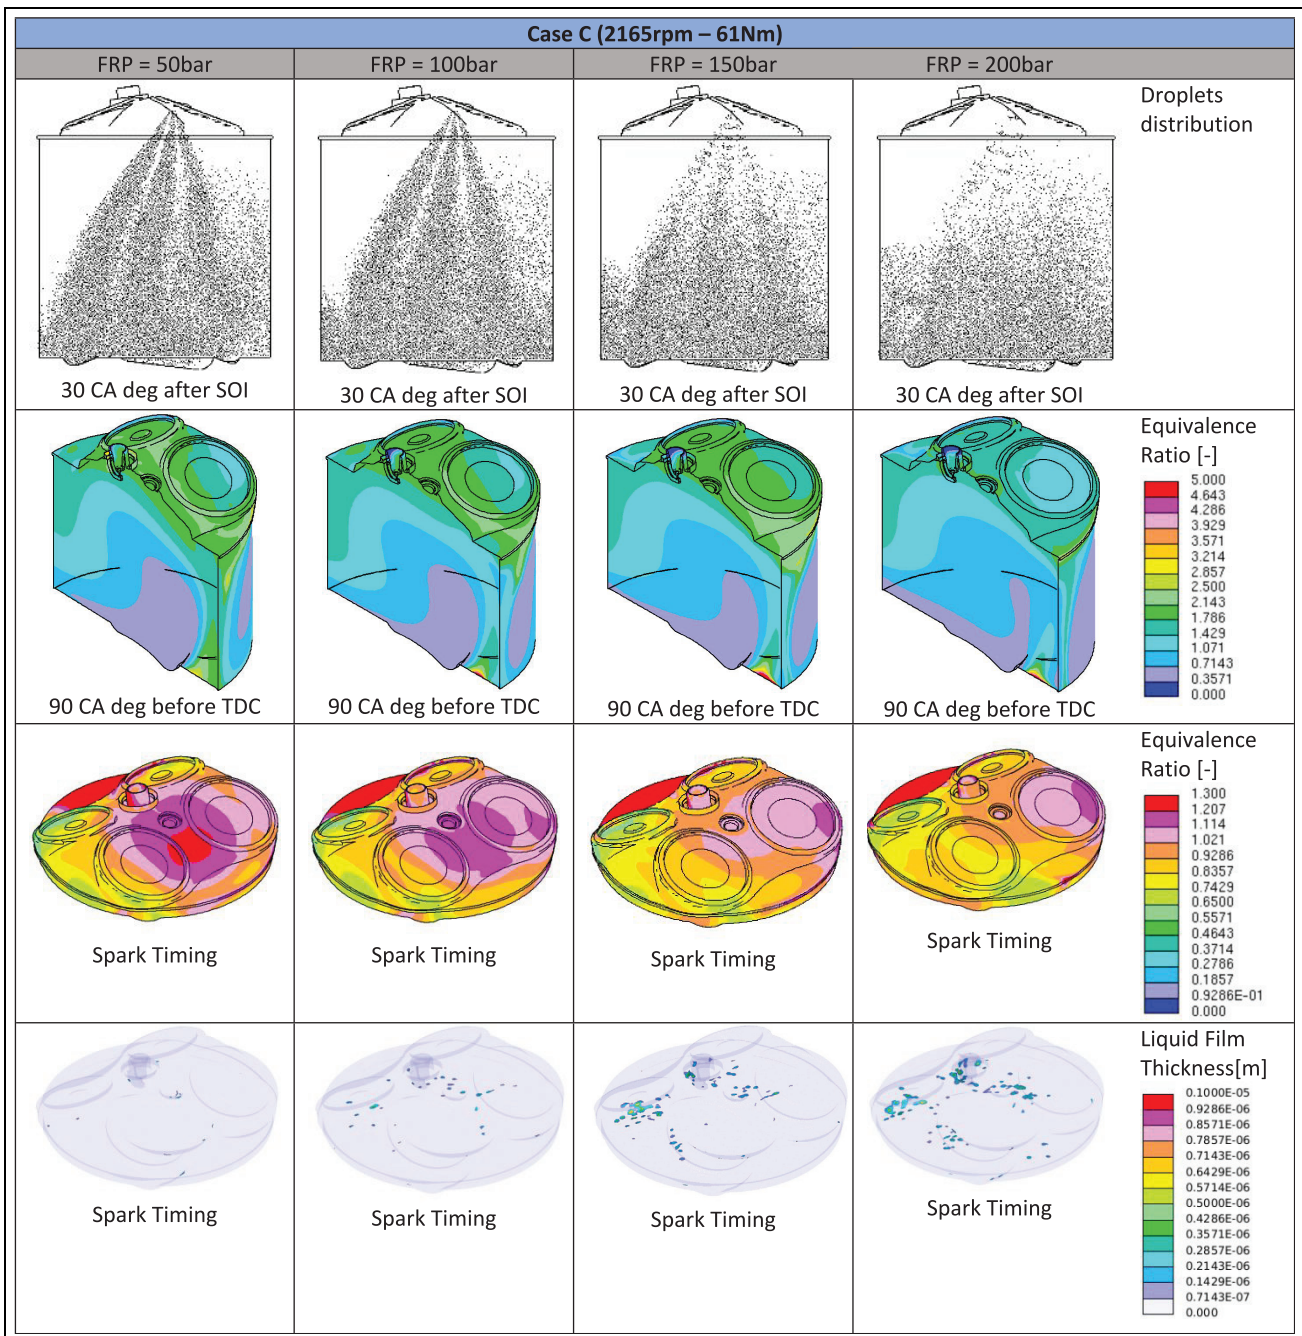 Case C (2165rpm – 61Nm)
FRP = 50bar
FRP = 100bar
FRP = 150bar
FRP = 200bar
Droplets
distribution
30 CA deg after SOI
30 CA deg after SOI
30 CA deg after SOI
30 CA deg after SOI
Equivalence
Ratio [-]
5.000
4.643
4.286
3.929
3.571
3.214
2.857
2.500
2.143
1.786
1.429
1.071
0.7143
0.3571
0.000
90 CA deg before TDC
90 CA deg before TDC
90 CA deg before TDC
90 CA deg before TDC
Equivalence
Ratio [-]
1.300
1.207
1.114
1.021
0.9286
0.8357
0.7429
0.6500
0.5571
0.4643
0.3714
0.2786
0.1857
0.9286E-01
0.000
Spark Timing
Spark Timing
Spark Timing
Spark Timing
Liquid Film
Thickness[m]
0.1000E-05
0.9286E-06
0.8571E-06
0.7857E-06
0.7143E-06
0.6429E-06
0.5714E-06
0.5000E-06
0.4286E-06
0.3571E-06
0.2857E-06
0.2143E-06
0.1429E-06
0.7143E-07
0.000
Spark Timing
Spark Timing
Spark Timing
Spark Timing